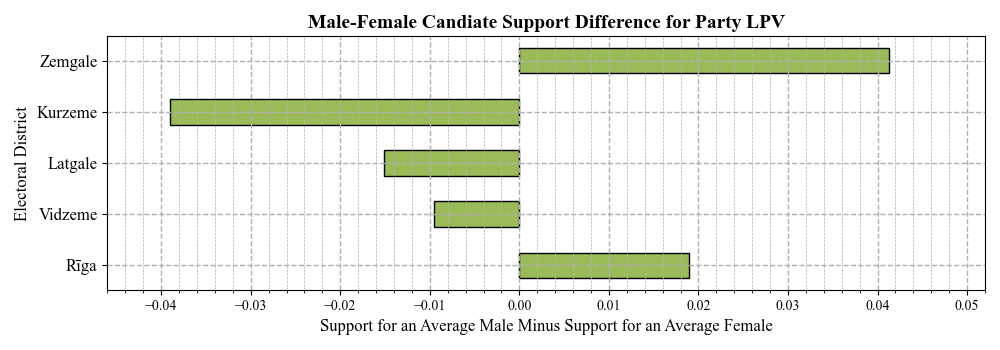 Male-Female Candiate Support Difference for Party LPV
Electoral District
Zemgale
Kurzeme
Latgale
Vidzeme
Rīga
−0.04 −0.03 −0.02 −0.01 0.00 0.01 0.02 0.03 0.04 0.05
Support for an Average Male Minus Support for an Average Female